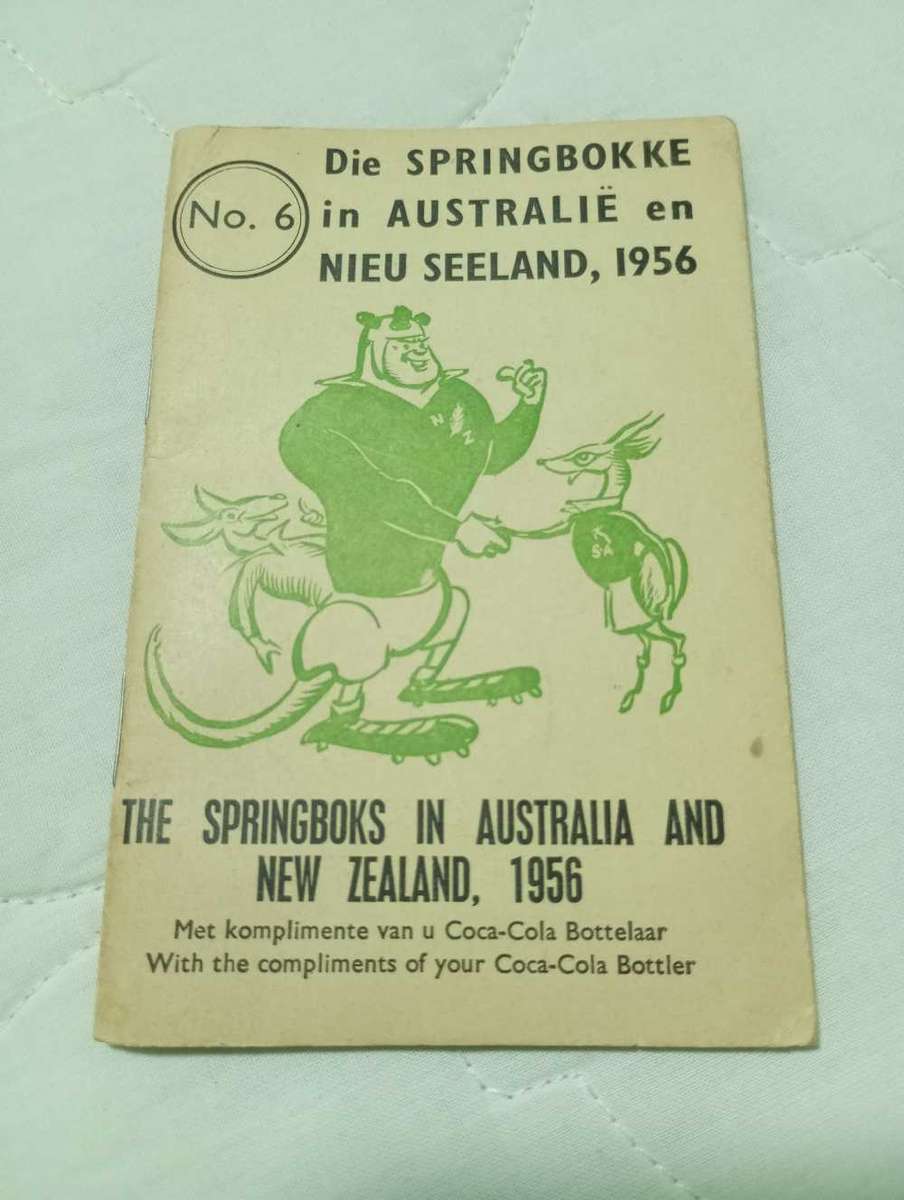 No. 6
Die SPRINGBOKKE
in AUSTRALIË en
NIEU SEELAND, 1956
N Z
S A
THE SPRINGBOKS IN AUSTRALIA AND
NEW ZEALAND, 1956
Met komplimente van u Coca-Cola Bottelaar
With the compliments of your Coca-Cola Bottler